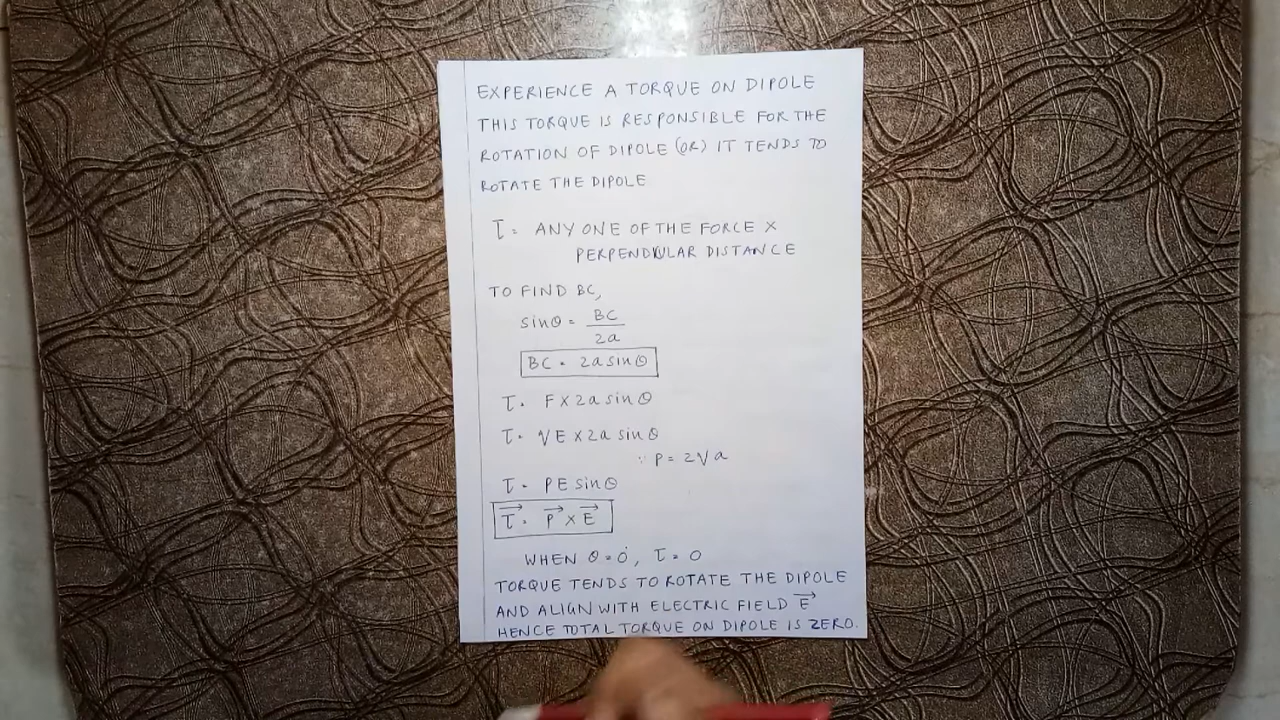 EXPERIENCE A TORQUE ON DIPOLE
THIS TORQUE IS RESPONSIBLE FOR THE
ROTATION OF DIPOLE (OR) IT TENDS TO
ROTATE THE DIPOLE
τ = ANY ONE OF THE FORCE ×
PERPENDICULAR DISTANCE
TO FIND BC,
sinθ = BC / 2a
BC = 2a sinθ
τ = F × 2a sinθ
τ = qE × 2a sinθ
∵ P = 2qa
τ = PE sinθ
τ⃗ = P⃗ × E⃗
WHEN θ = 0°, τ = 0
TORQUE TENDS TO ROTATE THE DIPOLE
AND ALIGN WITH ELECTRIC FIELD E⃗
HENCE TOTAL TORQUE ON DIPOLE IS ZERO.